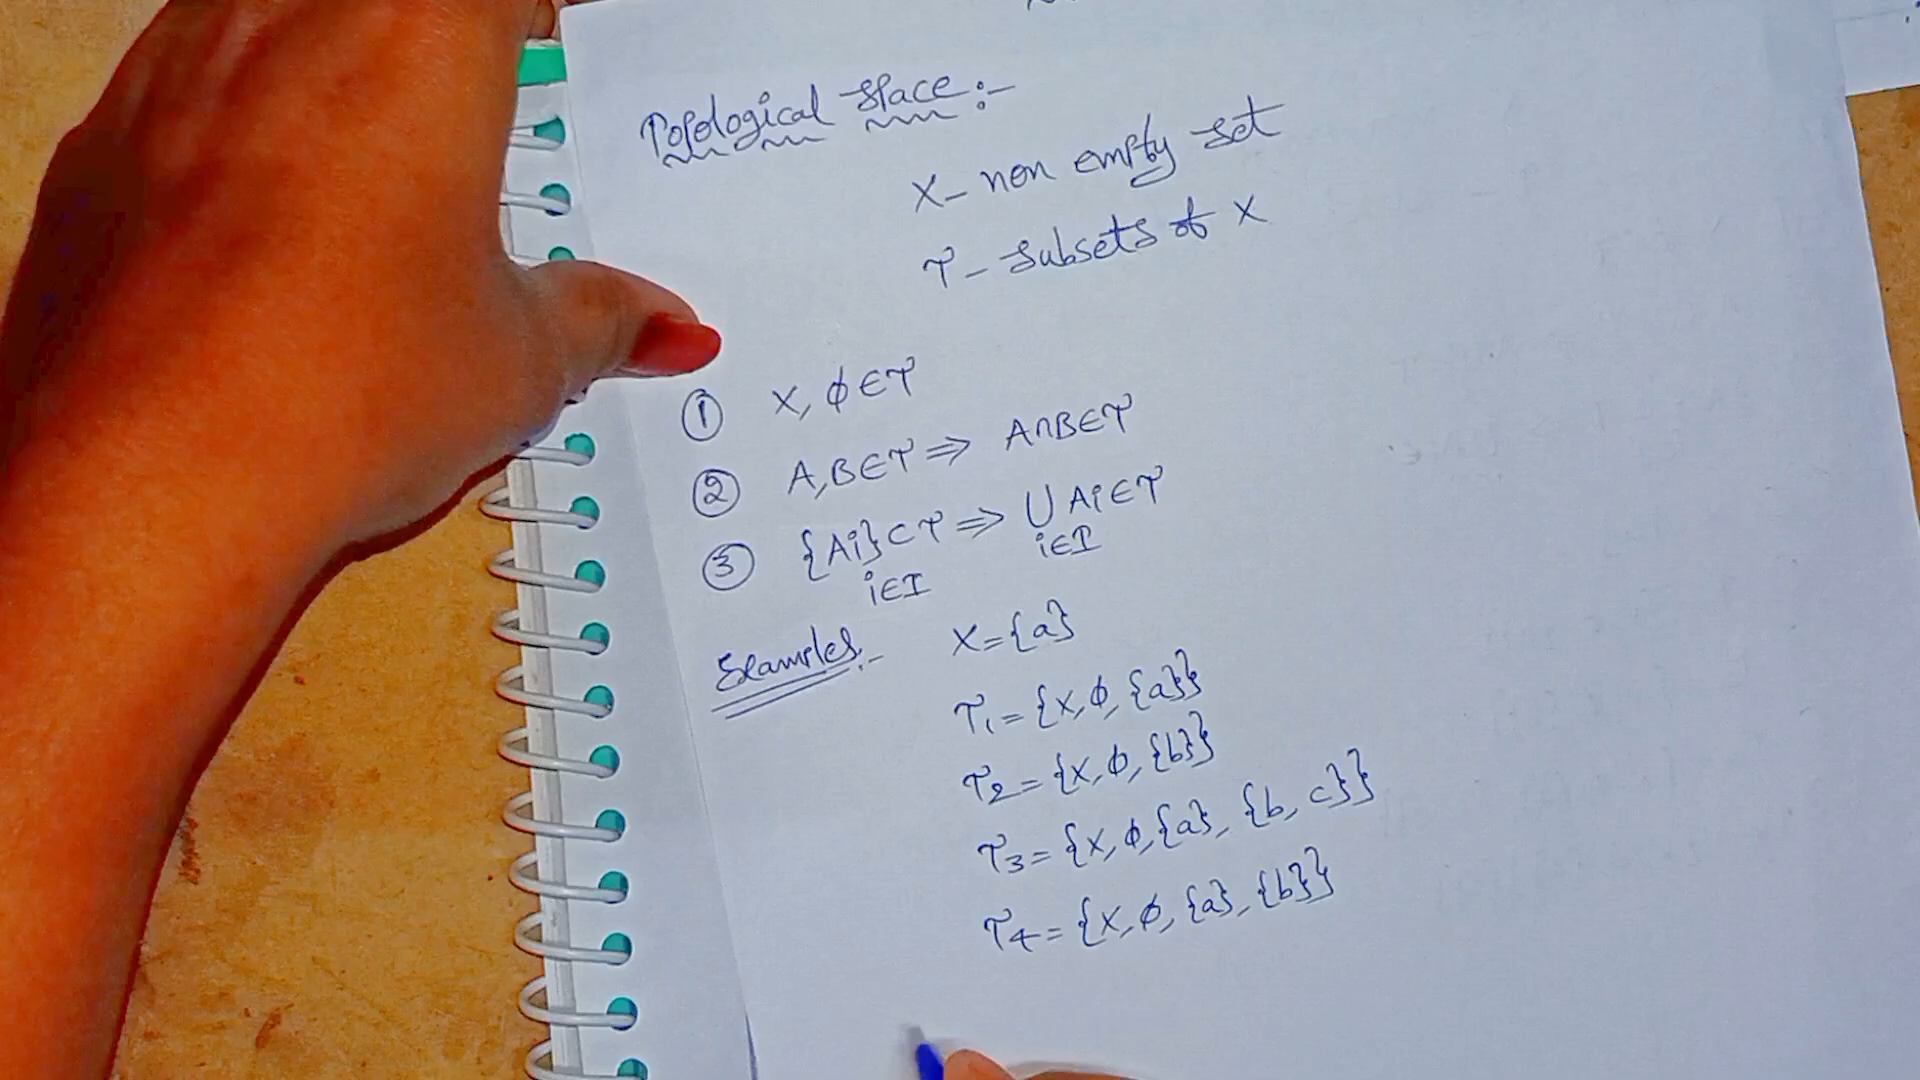 Topological space :-
X - non empty set
τ - subsets of X
① X, ϕ ∈ τ
② A, B ∈ τ ⇒ A∩B ∈ τ
③ {Ai} ⊂ τ ⇒ ∪ Ai ∈ τ
i∈I i∈I
Examples:- X = {a}
τ₁ = {X, ϕ, {a}}
τ₂ = {X, ϕ, {b}}
τ₃ = {X, ϕ, {a}, {b, c}}
τ₄ = {X, ϕ, {a}, {b}}